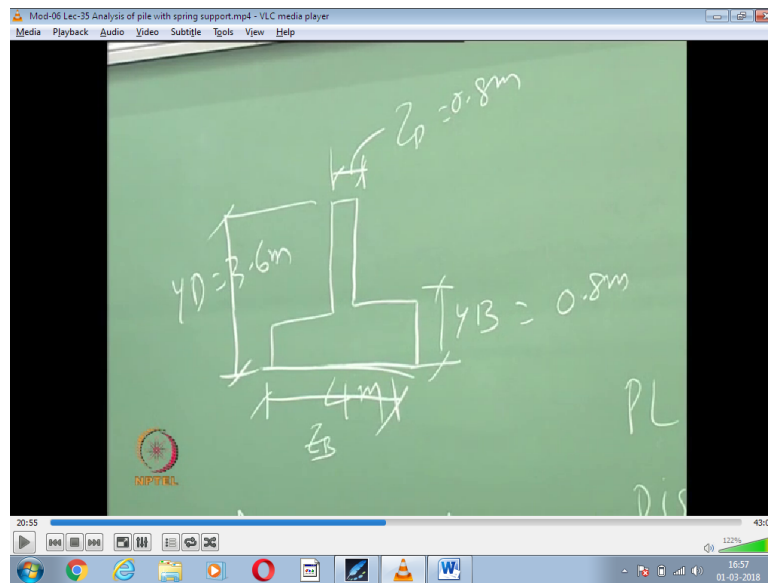 Mod-06 Lec-35 Analysis of pile with spring support.mp4 - VLC media player
Media Playback Audio Video Subtitle Tools View Help
ZD = 0.8m
YD = 3.6m
YB = 0.8m
4m
ZB
PL
Dis
NPTEL
20:55
43:0
122%
W
16:57
01-03-2018